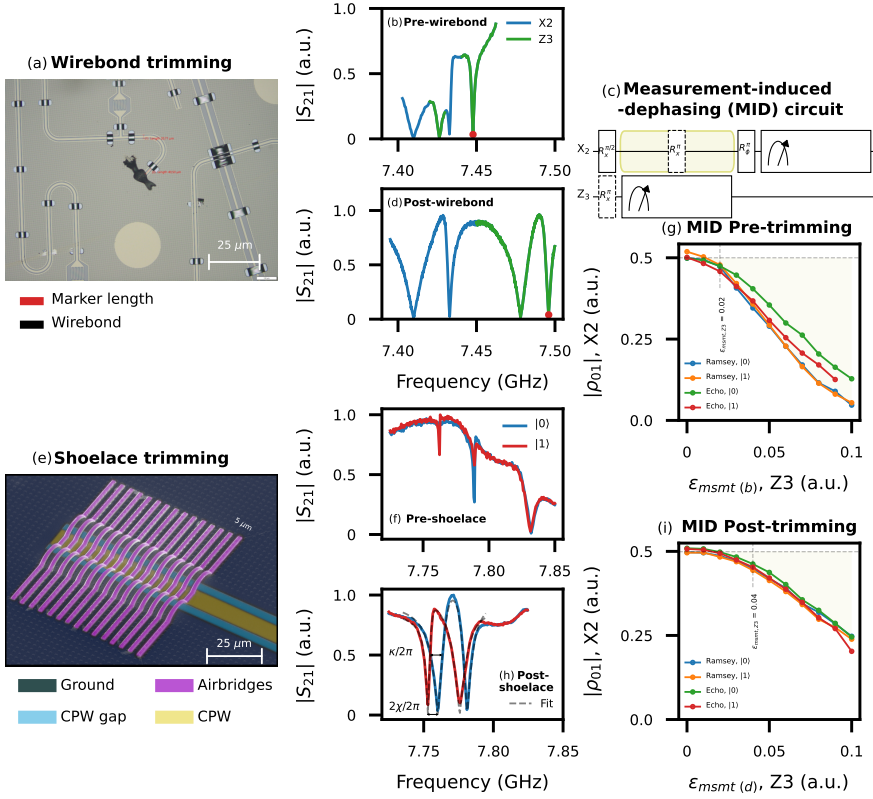 (a) Wirebond trimming
25 μm
Marker length
Wirebond
(b) Pre-wirebond
X2
Z3
|S21| (a.u.)
1.0
0.5
0
7.40
7.45
7.50
(c) Measurement-induced
-dephasing (MID) circuit
X2
Rxπ/2
Rxπ
Rϕπ
Z3
Rxπ
(d) Post-wirebond
|S21| (a.u.)
1.0
0.5
0
7.40
7.45
7.50
Frequency (GHz)
(e) Shoelace trimming
5 μm
25 μm
Ground
Airbridges
CPW gap
CPW
(f) Pre-shoelace
|0⟩
|1⟩
|S21| (a.u.)
1.0
0.5
0
7.75
7.80
7.85
(g) MID Pre-trimming
|ρ01|, X2 (a.u.)
0.5
0.25
0.0
εmsmt,Z3 = 0.02
Ramsey, |0⟩
Ramsey, |1⟩
Echo, |0⟩
Echo, |1⟩
0
0.05
0.1
εmsmt (b), Z3 (a.u.)
(h) Post-
shoelace
Fit
κ/2π
2χ/2π
|S21| (a.u.)
1.0
0.5
0
7.75
7.80
7.85
Frequency (GHz)
(i) MID Post-trimming
|ρ01|, X2 (a.u.)
0.5
0.25
0.0
εmsmt,Z3 = 0.04
Ramsey, |0⟩
Ramsey, |1⟩
Echo, |0⟩
Echo, |1⟩
0
0.05
0.1
εmsmt (d), Z3 (a.u.)